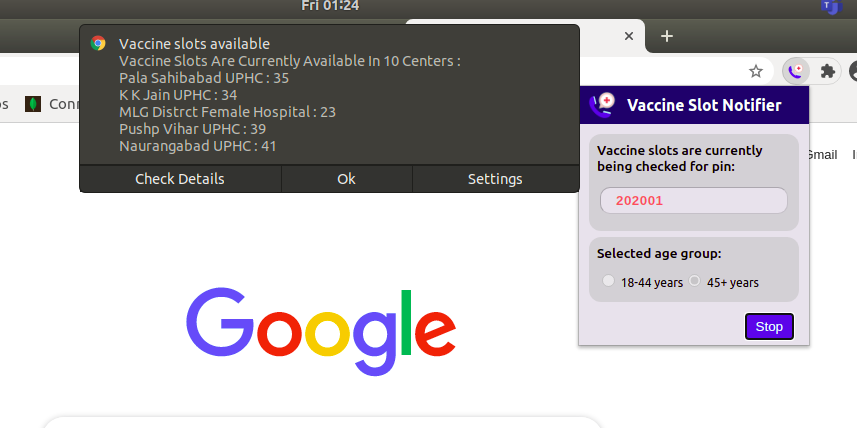 Fri 01:24
Vaccine slots available
Vaccine Slots Are Currently Available In 10 Centers :
Pala Sahibabad UPHC : 35
K K Jain UPHC : 34
MLG Distrct Female Hospital : 23
Pushp Vihar UPHC : 39
Naurangabad UPHC : 41
Check Details
Ok
Settings
Vaccine Slot Notifier
Vaccine slots are currently
being checked for pin:
202001
Selected age group:
18-44 years
45+ years
Stop
Gmail
Google